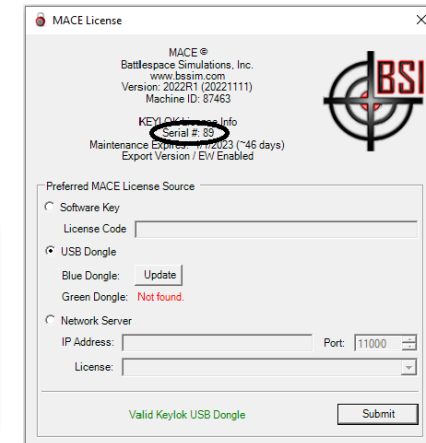 MACE License
MACE ©
Battlespace Simulations, Inc.
www.bssim.com
Version: 2022R1 (20221111)
Machine ID: 87463
BSI
KEYLOK License Info
Serial #: 89
Maintenance Expires: 4/1/2023 (~46 days)
Export Version / EW Enabled
Preferred MACE License Source
Software Key
License Code
USB Dongle
Blue Dongle: Update
Green Dongle: Not found.
Network Server
IP Address: Port: 11000
License:
Valid Keylok USB Dongle Submit